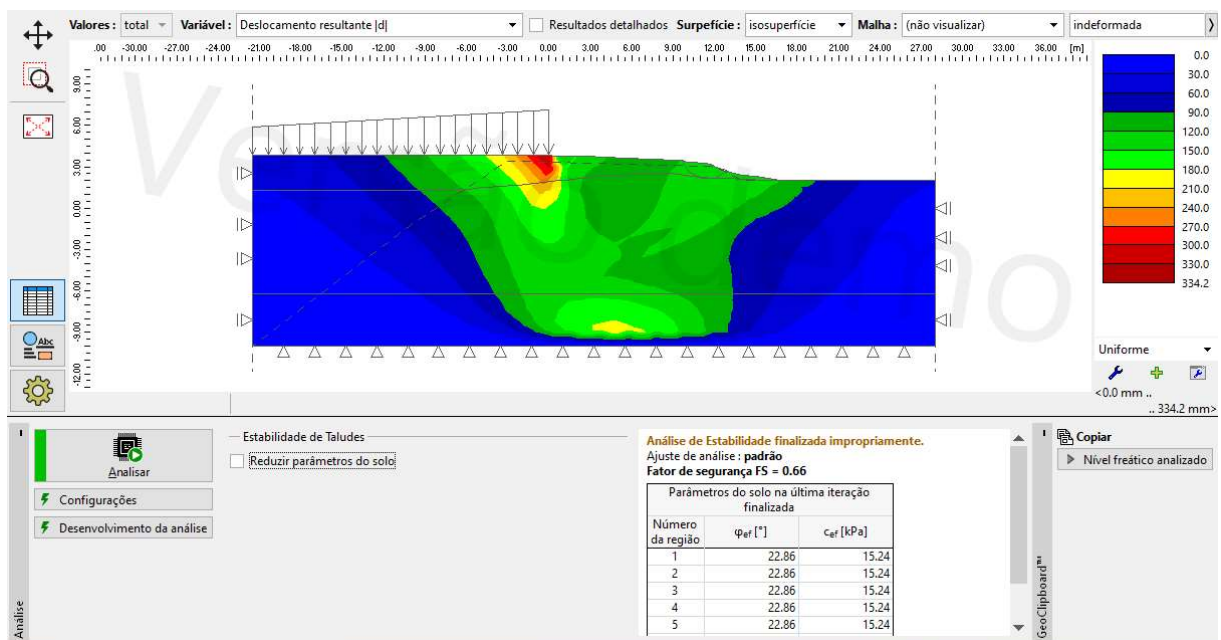 Valores : total Variável : Deslocamento resultante |d| Resultados detalhados Surpefície : isosuperfície Malha : (não visualizar) indeformada
.00 -30.00 -27.00 -24.00 -21.00 -18.00 -15.00 -12.00 -9.00 -6.00 -3.00 0.00 3.00 6.00 9.00 12.00 15.00 18.00 21.00 24.00 27.00 30.00 33.00 36.00 [m]
9.00
6.00
3.00
0.00
-3.00
-6.00
-9.00
-12.00
Versão demo
0.0
30.0
60.0
90.0
120.0
150.0
180.0
210.0
240.0
270.0
300.0
330.0
334.2
Uniforme
<0.0 mm ..
.. 334.2 mm>
Abc
Analisar
Configurações
Desenvolvimento da análise
Análise
Estabilidade de Taludes
Reduzir parâmetros do solo
Análise de Estabilidade finalizada impropriamente.
Ajuste de análise : padrão
Fator de segurança FS = 0.66
Parâmetros do solo na última iteração
finalizada
Número
da região φef [°] cef [kPa]
1 22.86 15.24
2 22.86 15.24
3 22.86 15.24
4 22.86 15.24
5 22.86 15.24
GeoClipboard™
Copiar
Nível freático analizado